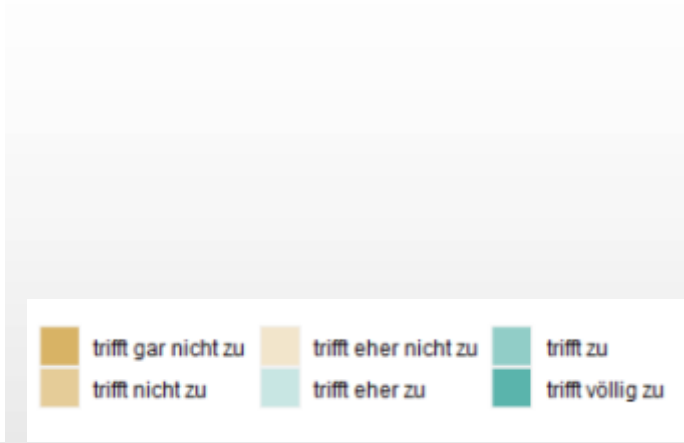 trifft gar nicht zu
trifft nicht zu
trifft eher nicht zu
trifft eher zu
trifft zu
trifft völlig zu